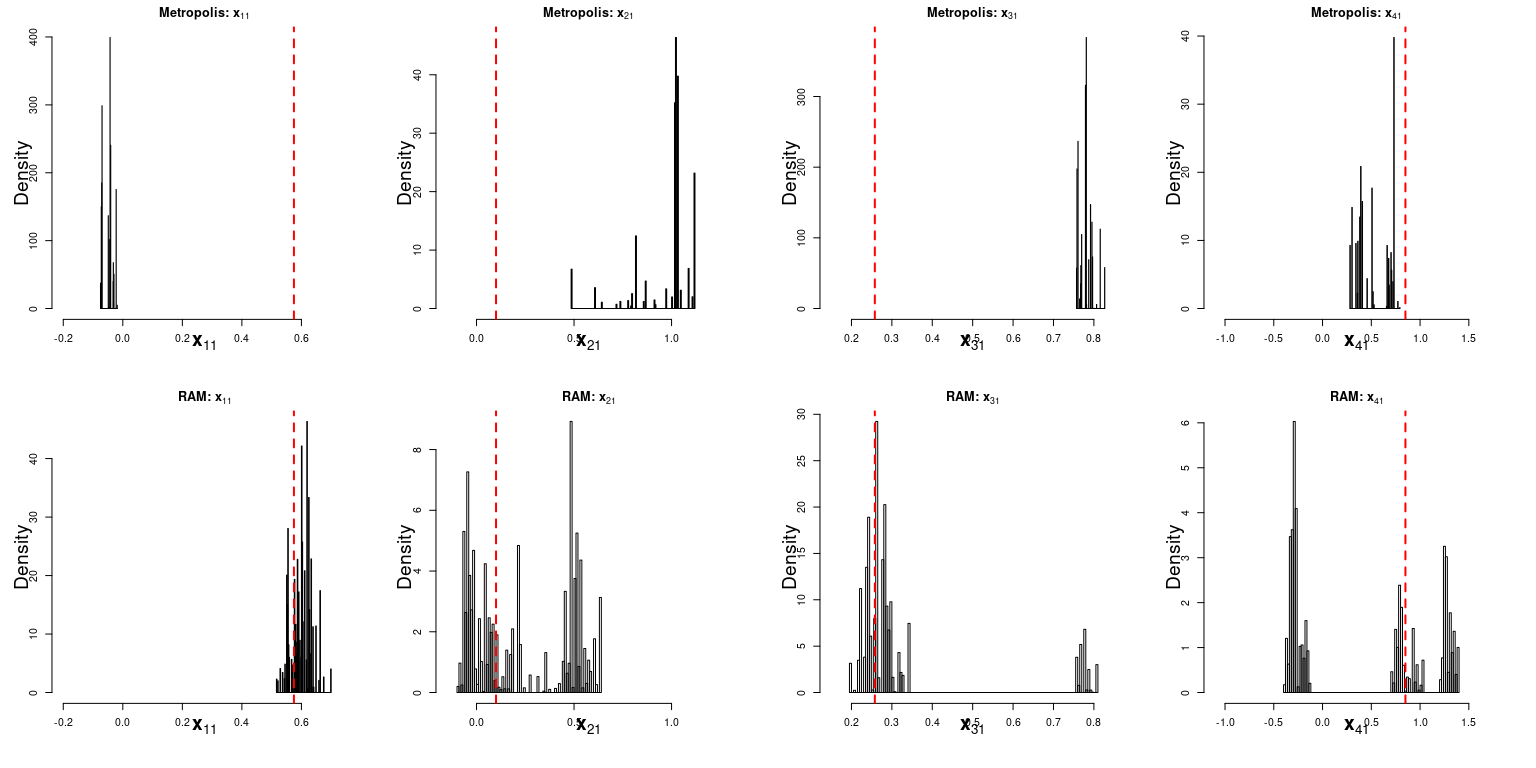 Metropolis: x11
Density
0 100 200 300 400
-0.2 0.0 0.2 0.4 0.6
x11
Metropolis: x21
Density
0 10 20 30 40
0.0 0.5 1.0
x21
Metropolis: x31
Density
0 100 200 300
0.2 0.3 0.4 0.5 0.6 0.7 0.8
x31
Metropolis: x41
Density
0 10 20 30 40
-1.0 -0.5 0.0 0.5 1.0 1.5
x41
RAM: x11
Density
0 10 20 30 40
-0.2 0.0 0.2 0.4 0.6
x11
RAM: x21
Density
0 2 4 6 8
0.0 0.5 1.0
x21
RAM: x31
Density
0 5 10 15 20 25 30
0.2 0.3 0.4 0.5 0.6 0.7 0.8
x31
RAM: x41
Density
0 1 2 3 4 5 6
-1.0 -0.5 0.0 0.5 1.0 1.5
x41